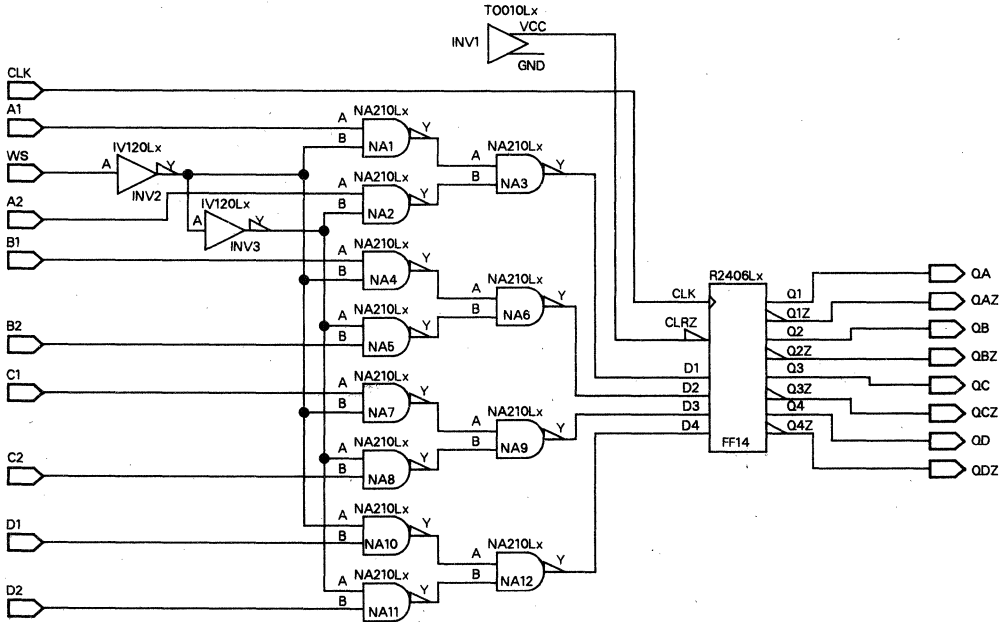 TO010Lx
VCC
INV1
GND
CLK
A1
A NA210Lx Y
B
NA1
WS
IV120Lx
A Y
INV2
NA210Lx
A Y
B
NA3
NA210Lx
A Y
B
NA2
A2
IV120Lx
A Y
INV3
B1
NA210Lx
A Y
B
NA4
NA210Lx
A Y
B
NA6
B2
NA210Lx
A Y
B
NA5
C1
NA210Lx
A Y
B
NA7
NA210Lx
A Y
B
NA9
C2
NA210Lx
A Y
B
NA8
D1
NA210Lx
A Y
B
NA10
NA210Lx
A Y
B
NA12
D2
NA210Lx
A Y
B
NA11
R2406Lx
CLK
CLRZ
D1
D2
D3
D4
FF14
Q1
Q1Z
Q2
Q2Z
Q3
Q3Z
Q4
Q4Z
QA
QAZ
QB
QBZ
QC
QCZ
QD
QDZ